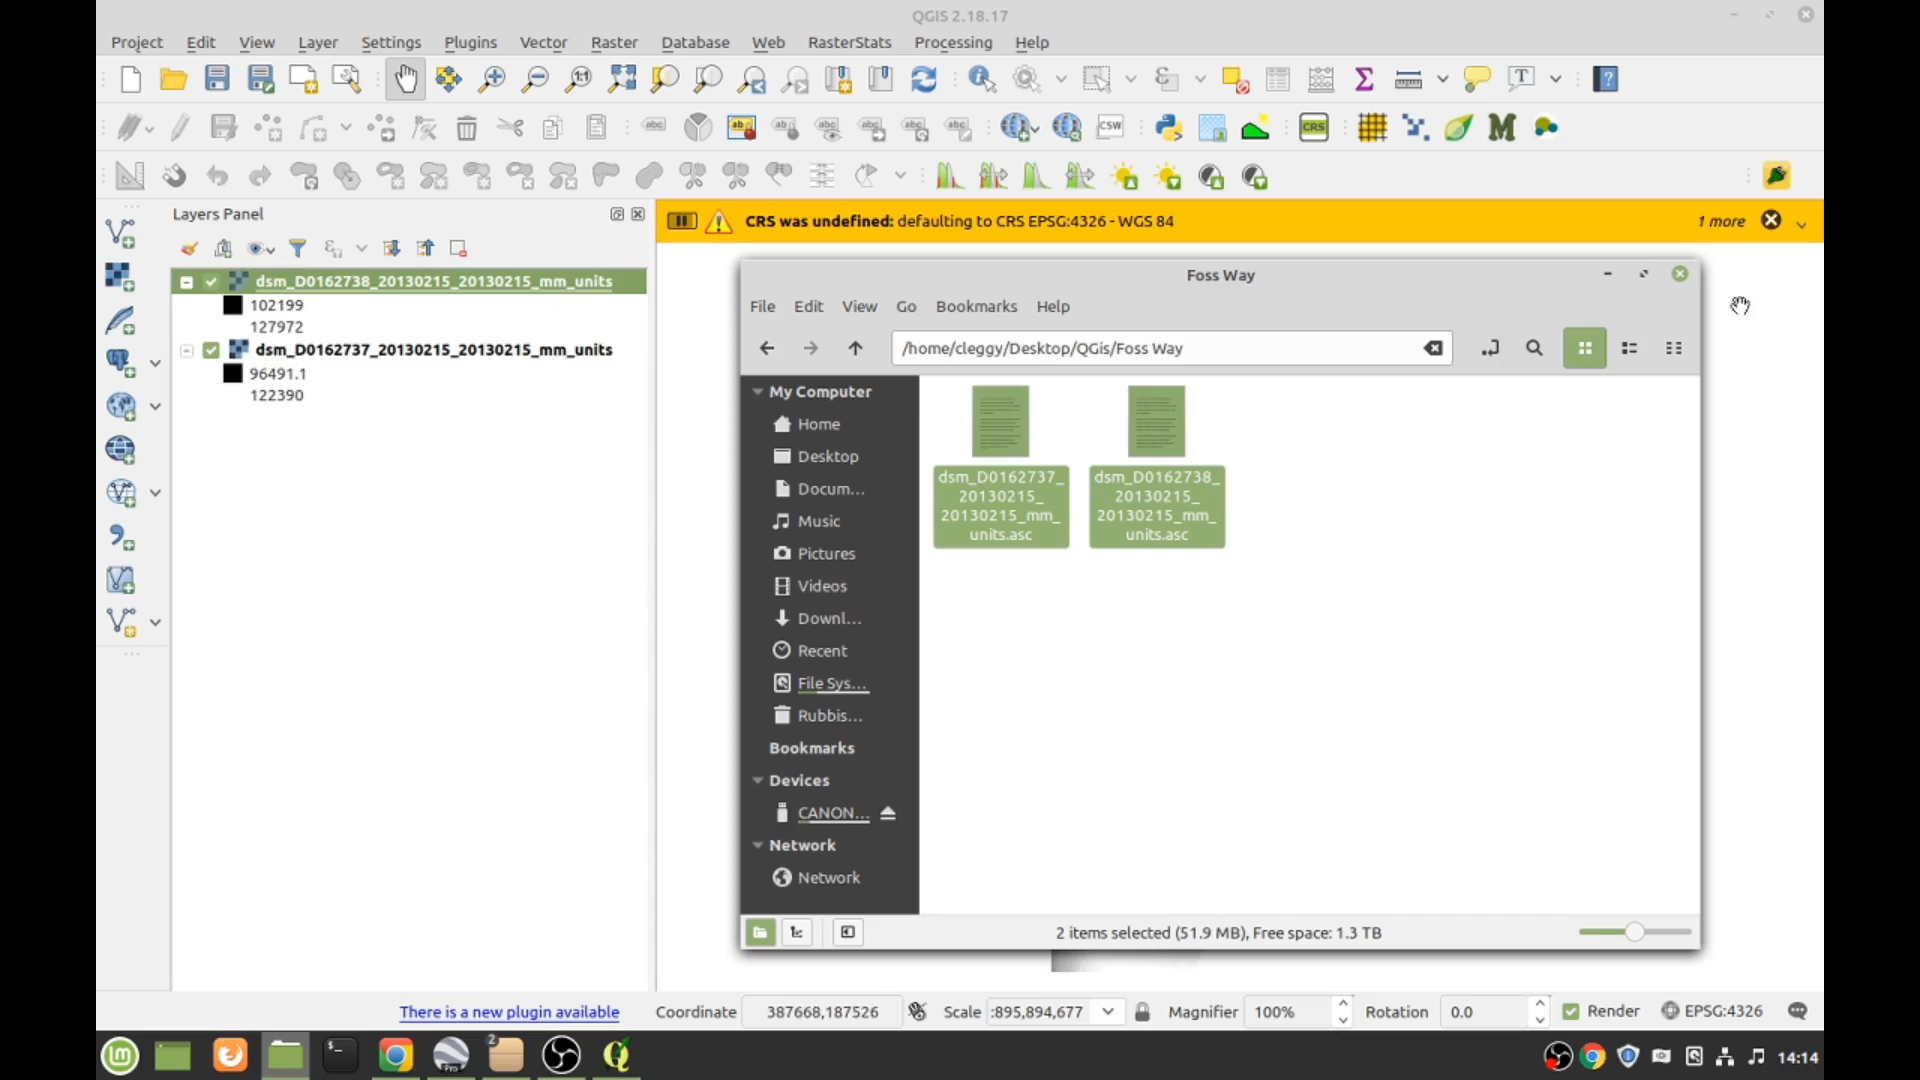 QGIS 2.18.17
Project Edit View Layer Settings Plugins Vector Raster Database Web RasterStats Processing Help
CSW
CRS
Layers Panel
CRS was undefined: defaulting to CRS EPSG:4326 - WGS 84
1 more
dsm_D0162738_20130215_20130215_mm_units
102199
127972
dsm_D0162737_20130215_20130215_mm_units
96491.1
122390
Foss Way
File Edit View Go Bookmarks Help
/home/cleggy/Desktop/QGis/Foss Way
My Computer
Home
Desktop
Docum...
Music
Pictures
Videos
Downl...
Recent
File Sys...
Rubbis...
Bookmarks
Devices
CANON...
Network
Network
dsm_D0162737_
20130215_
20130215_mm_
units.asc
dsm_D0162738_
20130215_
20130215_mm_
units.asc
2 items selected (51.9 MB), Free space: 1.3 TB
There is a new plugin available
Coordinate 387668,187526 Scale :895,894,677 Magnifier 100% Rotation 0.0 Render EPSG:4326
2
Pro
14:14